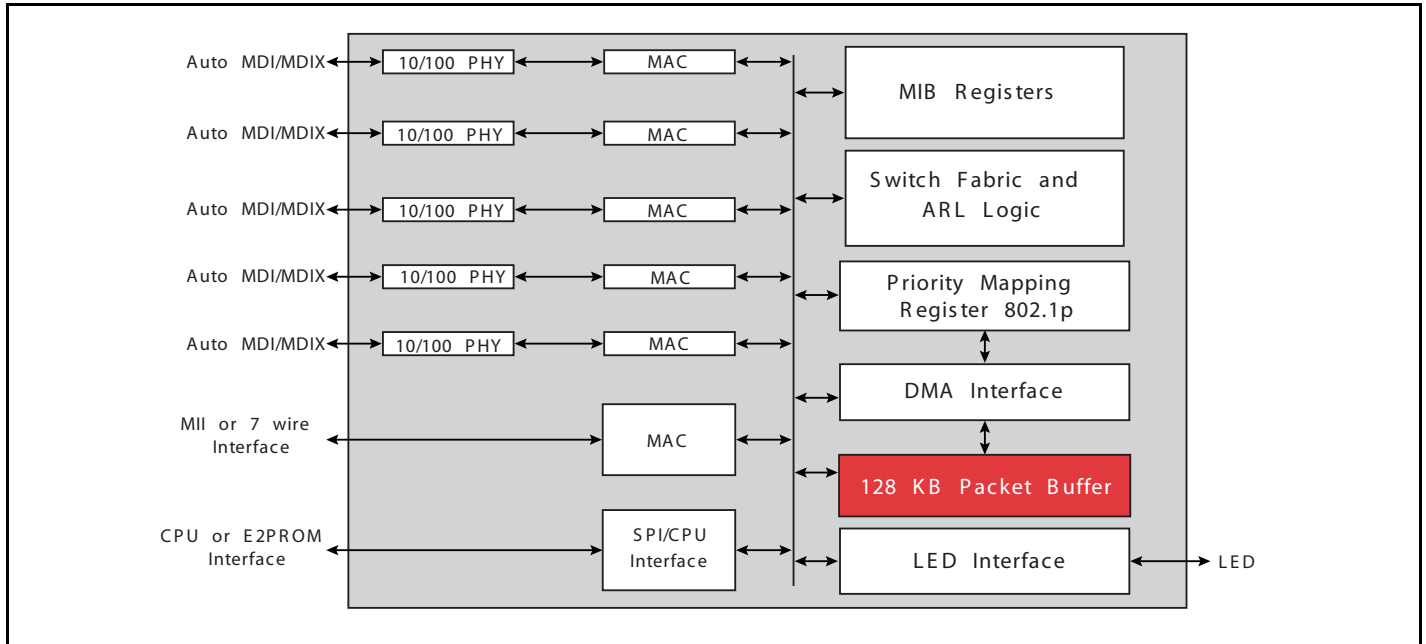 Auto MDI/MDIX
10/100 PHY
MAC
MIB Registers
Auto MDI/MDIX
10/100 PHY
MAC
Switch Fabric and
ARL Logic
Auto MDI/MDIX
10/100 PHY
MAC
Auto MDI/MDIX
10/100 PHY
MAC
Priority Mapping
Register 802.1p
Auto MDI/MDIX
10/100 PHY
MAC
DMA Interface
MII or 7 wire
Interface
MAC
128 KB Packet Buffer
CPU or E2PROM
Interface
SPI/CPU
Interface
LED Interface
LED